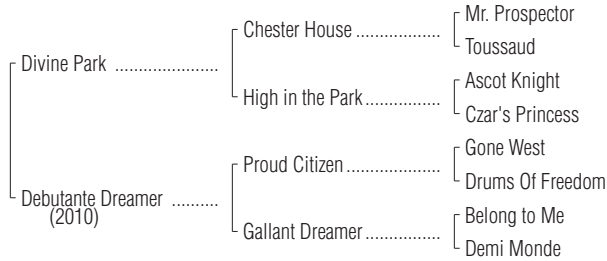 Mr. Prospector
Chester House ..................
Toussaud
Divine Park ......................
Ascot Knight
High in the Park................
Czar's Princess
Gone West
Proud Citizen ....................
Drums Of Freedom
Debutante Dreamer ..........
(2010)
Belong to Me
Gallant Dreamer................
Demi Monde